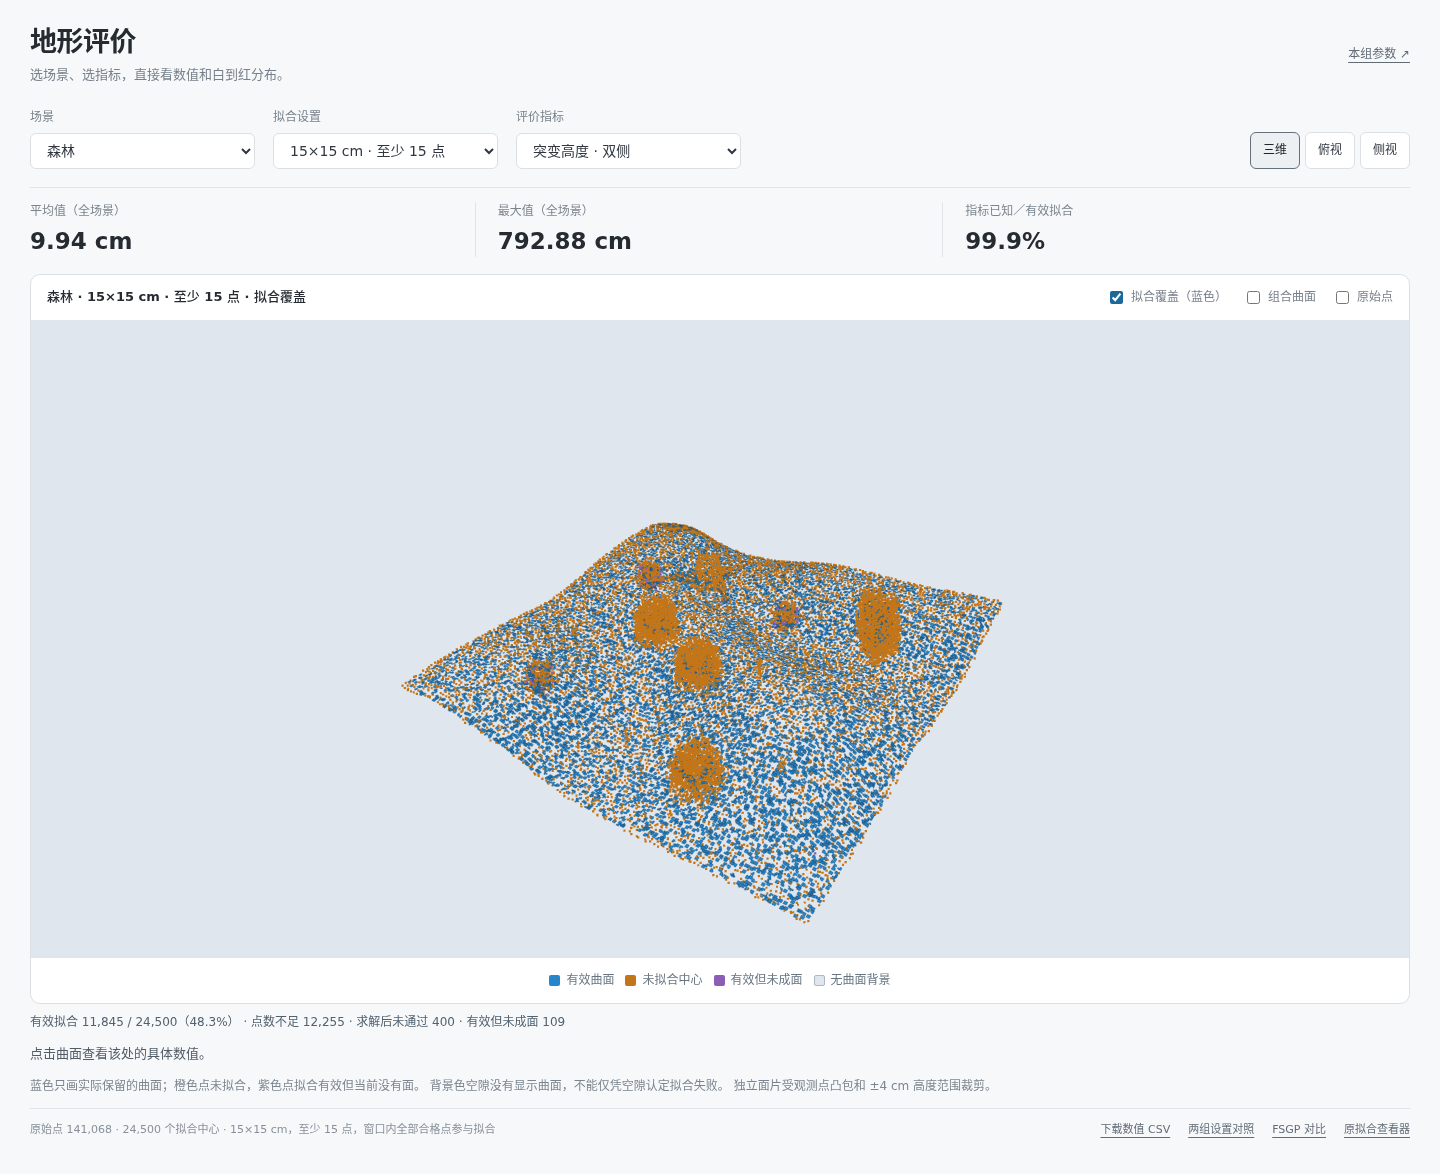 地形评价
选场景、选指标，直接看数值和白到红分布。
本组参数 ↗
场景
拟合设置
评价指标
森林
15×15 cm · 至少 15 点
突变高度 · 双侧
三维
俯视
侧视
平均值（全场景）
最大值（全场景）
指标已知／有效拟合
9.94 cm
792.88 cm
99.9%
森林 · 15×15 cm · 至少 15 点 · 拟合覆盖
拟合覆盖（蓝色）
组合曲面
原始点
有效曲面
未拟合中心
有效但未成面
无曲面背景
有效拟合 11,845 / 24,500（48.3%） · 点数不足 12,255 · 求解后未通过 400 · 有效但未成面 109
点击曲面查看该处的具体数值。
蓝色只画实际保留的曲面；橙色点未拟合，紫色点拟合有效但当前没有面。 背景色空隙没有显示曲面，不能仅凭空隙认定拟合失败。 独立面片受观测点凸包和 ±4 cm 高度范围裁剪。
原始点 141,068 · 24,500 个拟合中心 · 15×15 cm，至少 15 点，窗口内全部合格点参与拟合
下载数值 CSV
两组设置对照
FSGP 对比
原拟合查看器